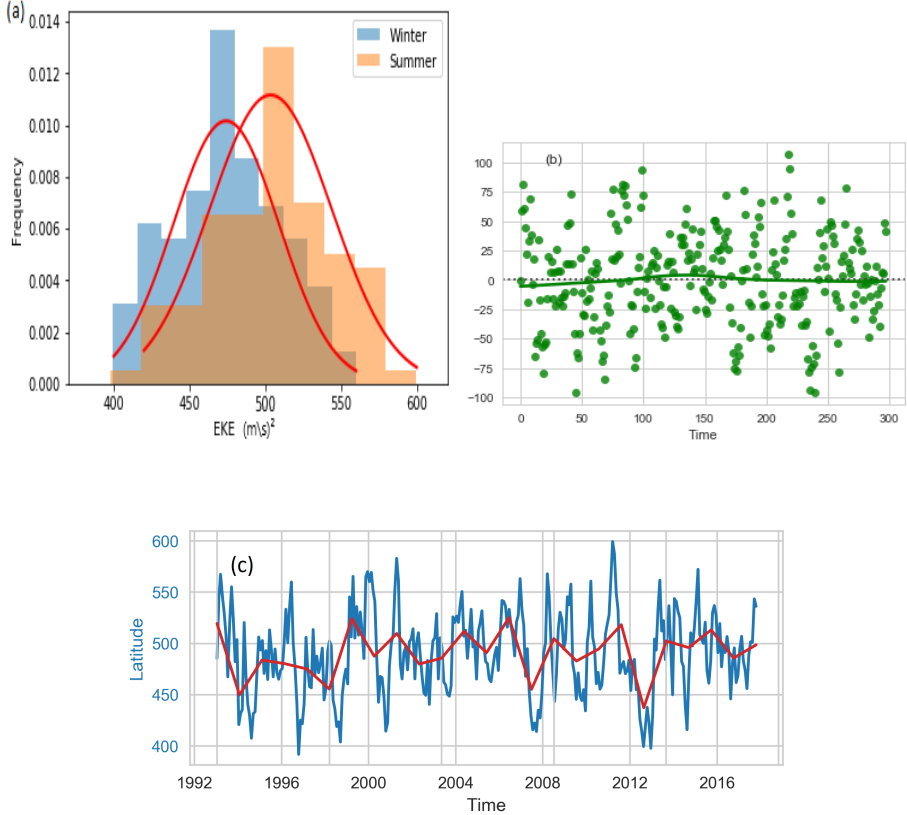 (a)
0.014
0.012
0.010
0.008
0.006
0.004
0.002
0.000
Frequency
Winter
Summer
400 450 500 550 600
EKE (m\s)²
(b)
100
75
50
25
0
−25
−50
−75
−100
0 50 100 150 200 250 300
Time
(c)
600
550
500
450
400
Latitude
1992 1996 2000 2004 2008 2012 2016
Time